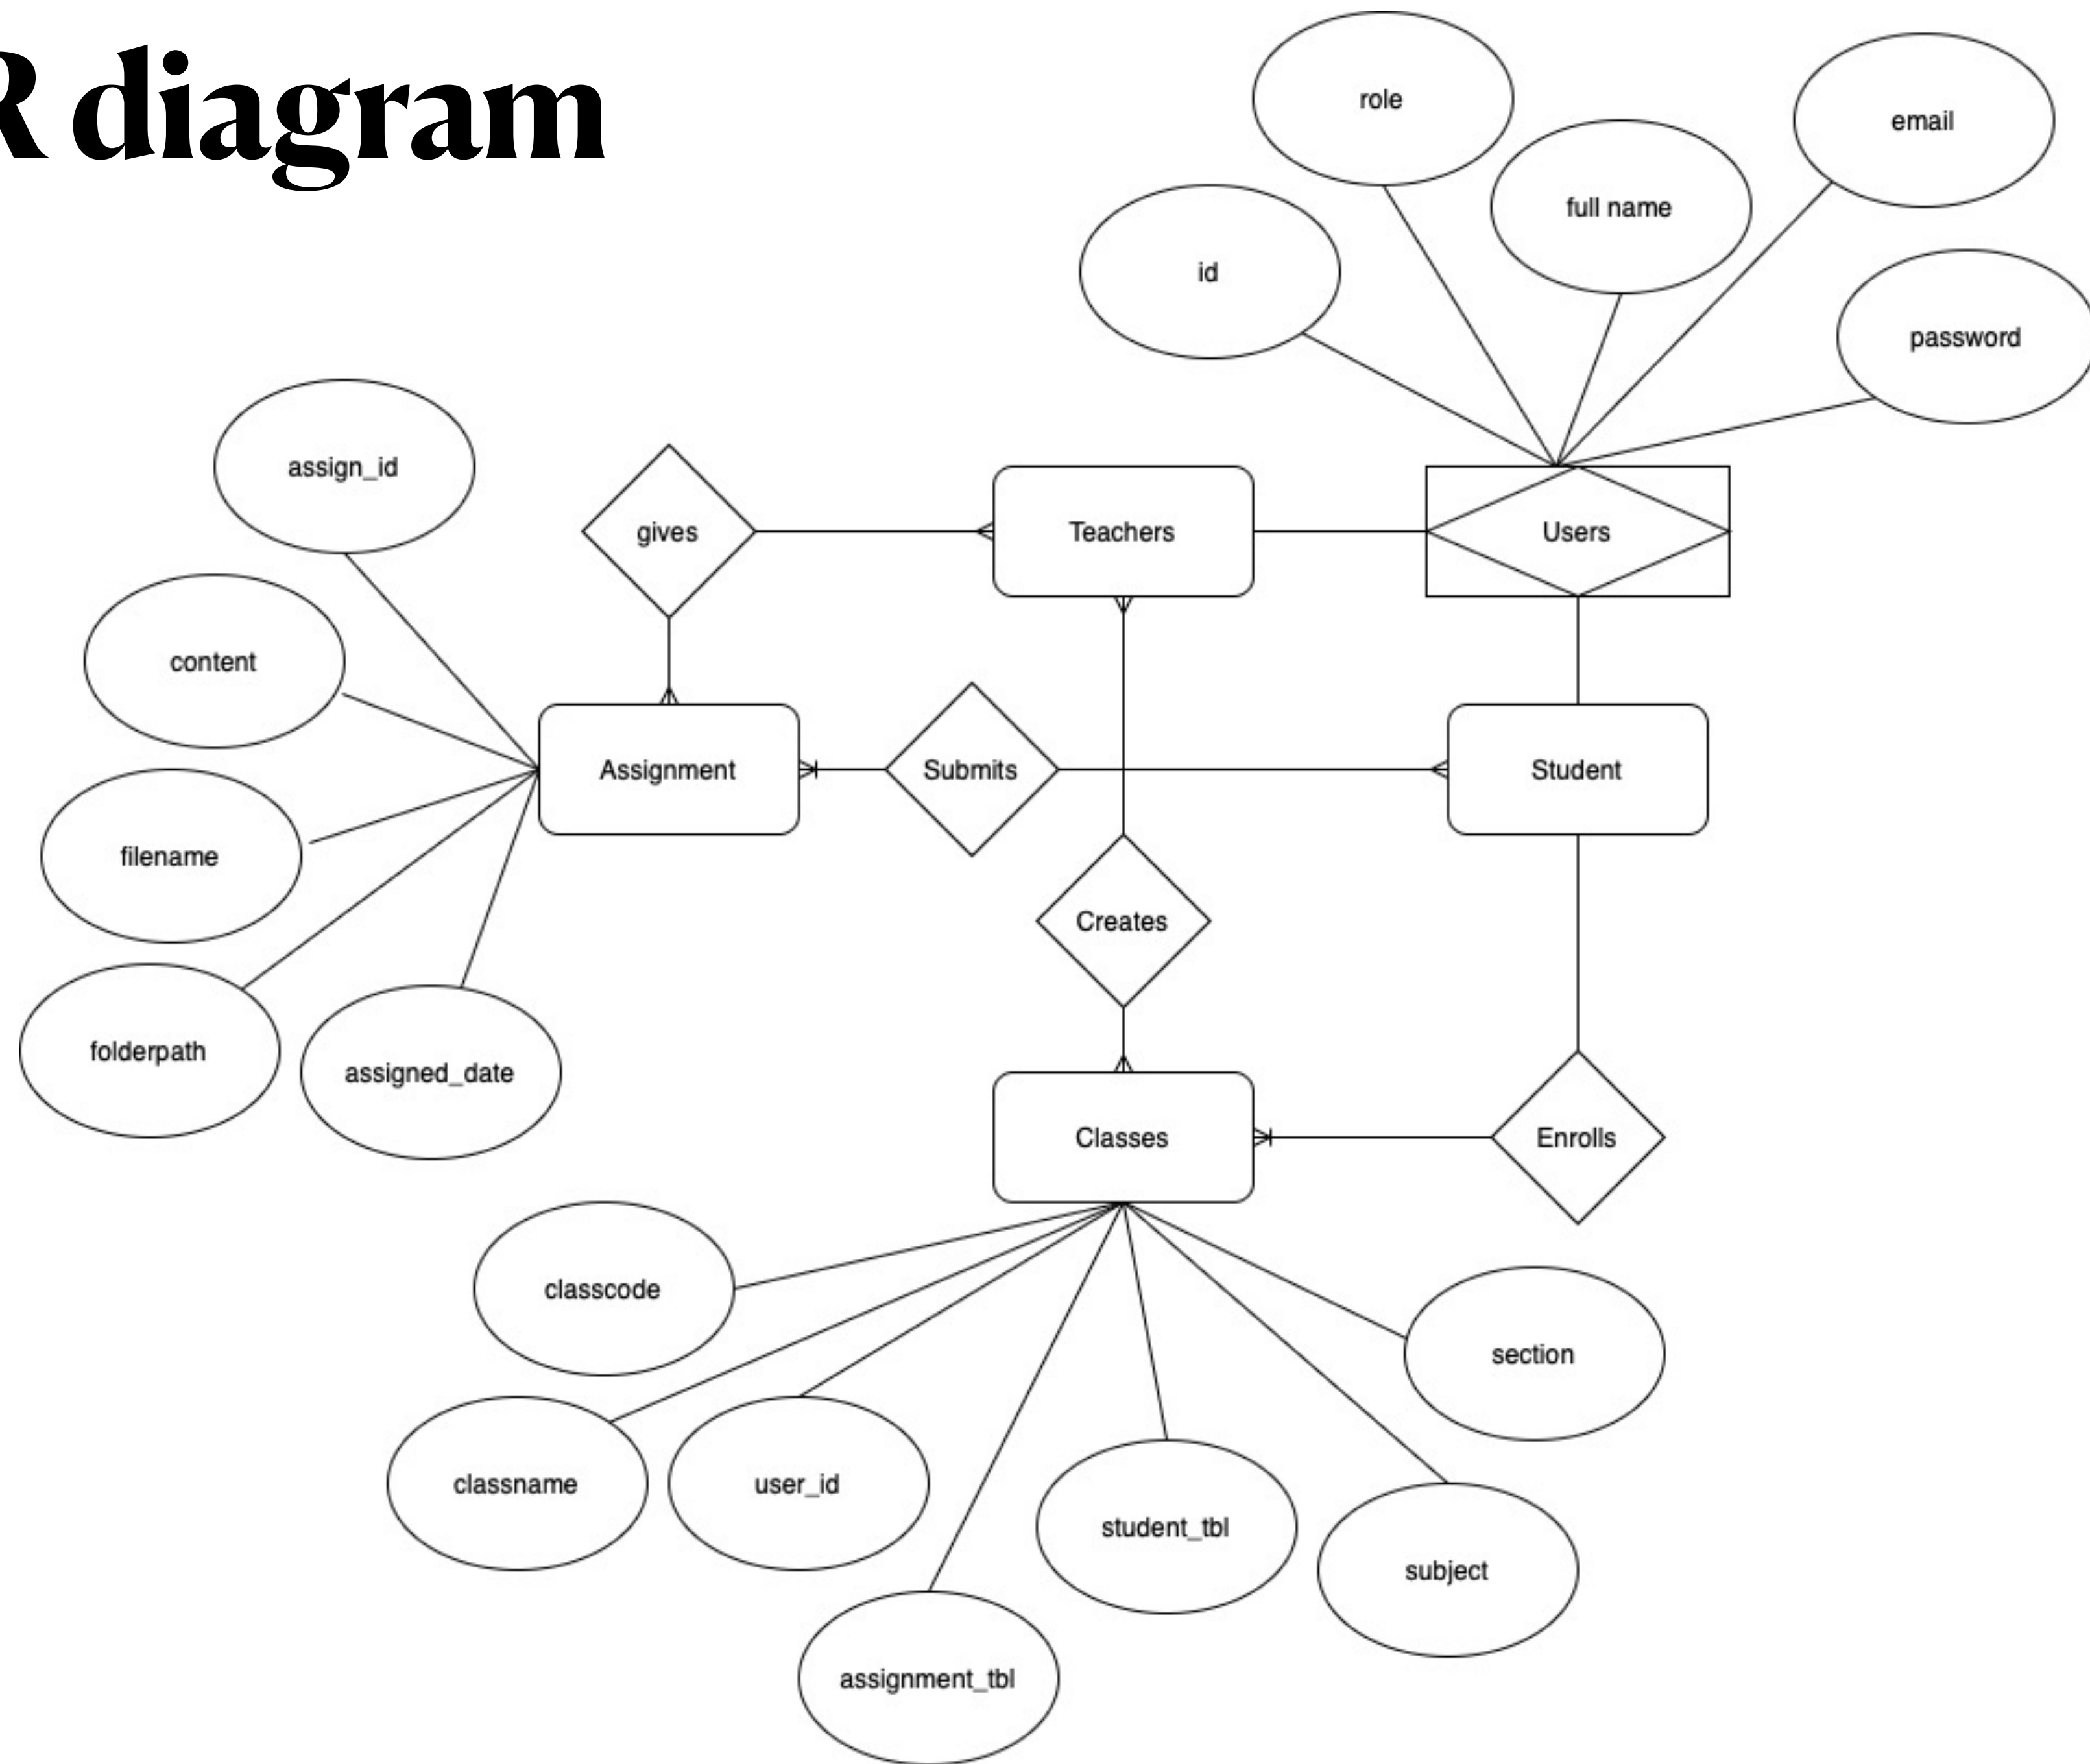 R diagram
role
email
full name
id
password
assign_id
gives
Teachers
Users
content
Assignment
Submits
Student
filename
Creates
folderpath
assigned_date
Classes
Enrolls
classcode
section
classname
user_id
student_tbl
subject
assignment_tbl